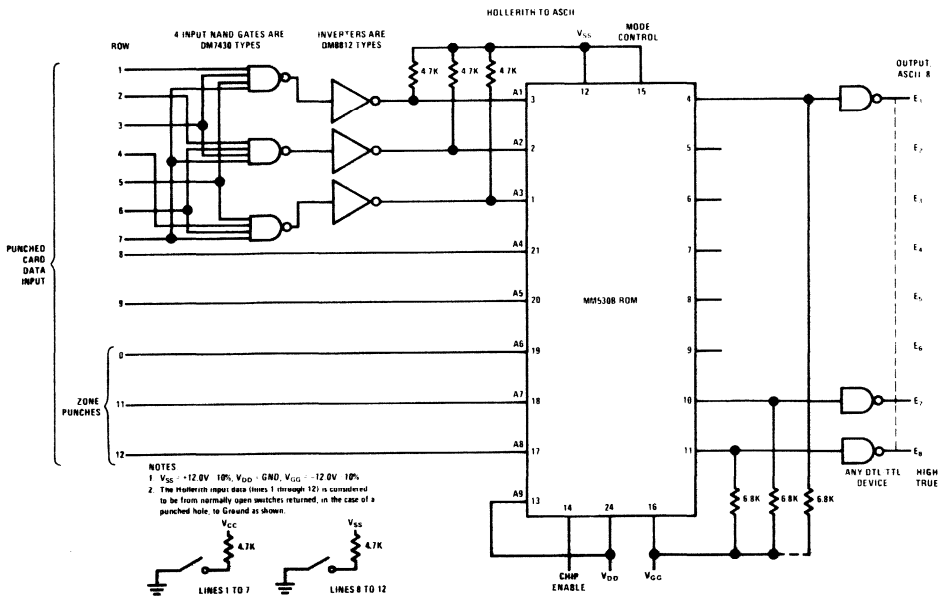 HOLLERITH TO ASCII
4 INPUT NAND GATES ARE
DM7430 TYPES
INVERTERS ARE
DM8812 TYPES
VSS
MODE
CONTROL
ROW
OUTPUT
ASCII 8
4.7K
4.7K
4.7K
12
15
1
A1
3
4
E1
2
3
A2
2
5
E2
4
5
A3
1
6
E3
6
7
8
A4
21
7
E4
PUNCHED
CARD
DATA
INPUT
MM530B ROM
9
A5
20
8
E5
0
A6
19
9
E6
ZONE
PUNCHES
11
A7
18
10
E7
12
A8
17
11
E8
ANY DTL TTL
DEVICE
HIGH
TRUE
A9
13
6.8K
6.8K
6.8K
14
24
16
CHIP
ENABLE
VDD
VGG
NOTES
1 VSS = +12.0V 10%, VDD - GND, VGG = -12.0V 10%
2. The Hollerith input data (lines 1 through 12) is considered
to be from normally open switches returned, in the case of a
punched hole, to Ground as shown.
VCC
4.7K
LINES 1 TO 7
VSS
4.7K
LINES 8 TO 12